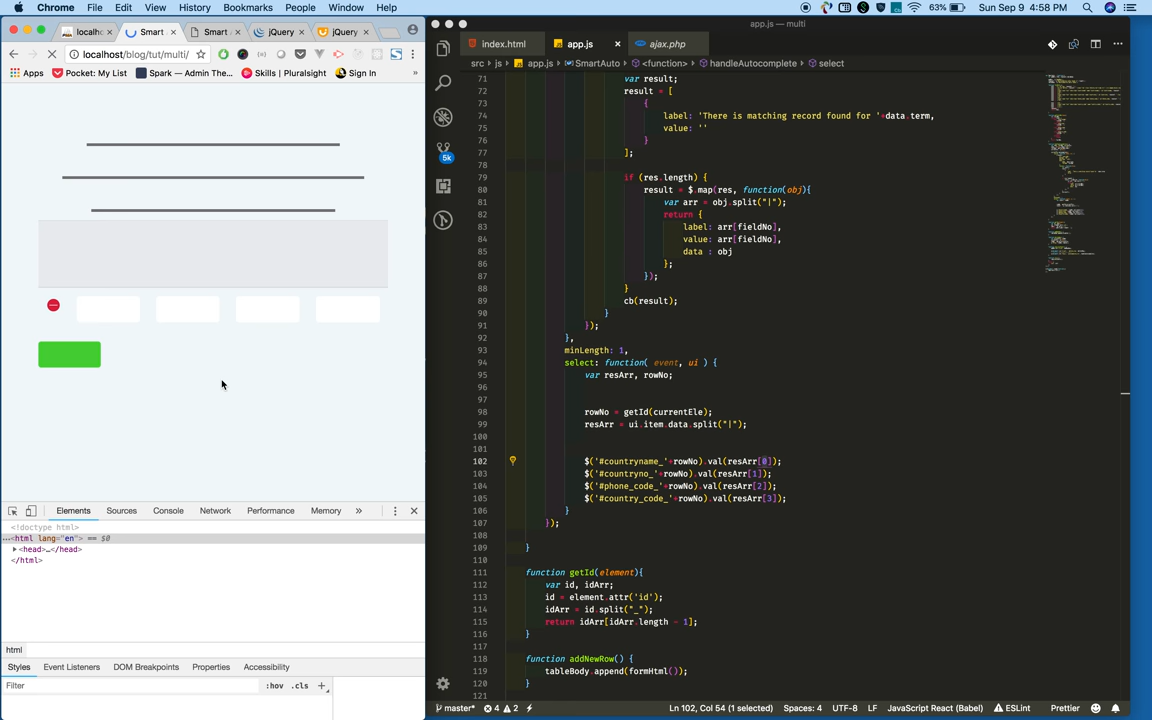 Chrome File Edit View History Bookmarks People Window Help
63% Sun Sep 9 4:58 PM
localho
Smart
Smart
jQuery
jQuery
localhost/blog/tut/multi/
Apps Pocket: My List Spark — Admin The... Skills | Pluralsight Sign In »
Elements Sources Console Network Performance Memory »
<!doctype html>
...<html lang="en"> == $0
<head>…</head>
</html>
html
Styles Event Listeners DOM Breakpoints Properties Accessibility
Filter :hov .cls +
app.js — multi
index.html app.js ajax.php
src › js › app.js › SmartAuto › <function> › handleAutocomplete › select
5k
71 var result;
72 result = [
73 {
74 label: 'There is matching record found for '+data.term,
75 value: ''
76 }
77 ];
78
79 if (res.length) {
80 result = $.map(res, function(obj){
81 var arr = obj.split("|");
82 return {
83 label: arr[fieldNo],
84 value: arr[fieldNo],
85 data : obj
86 };
87 });
88 }
89 cb(result);
90 }
91 });
92 },
93 minLength: 1,
94 select: function( event, ui ) {
95 var resArr, rowNo;
96
97
98 rowNo = getId(currentEle);
99 resArr = ui.item.data.split("|");
100
101
102 $('#countryname_'+rowNo).val(resArr[0]);
103 $('#countryno_'+rowNo).val(resArr[1]);
104 $('#phone_code_'+rowNo).val(resArr[2]);
105 $('#country_code_'+rowNo).val(resArr[3]);
106 }
107 });
108
109 }
110
111 function getId(element){
112 var id, idArr;
113 id = element.attr('id');
114 idArr = id.split("_");
115 return idArr[idArr.length - 1];
116 }
117
118 function addNewRow() {
119 tableBody.append(formHtml());
120 }
121
master* 4 2 Ln 102, Col 54 (1 selected) Spaces: 4 UTF-8 LF JavaScript React (Babel) ESLint Prettier